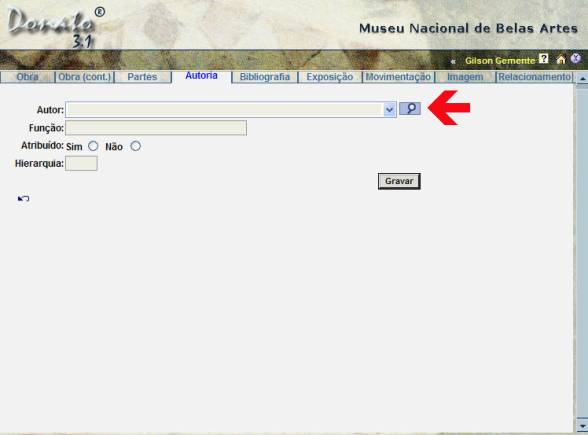 Donato ®
3.1
Museu Nacional de Belas Artes
« Gilson Gemente ?
Obra Obra (cont.) Partes Autoria Bibliografia Exposição Movimentação Imagem Relacionamento
Autor:
Função:
Atribuído: Sim Não
Hierarquia:
Gravar